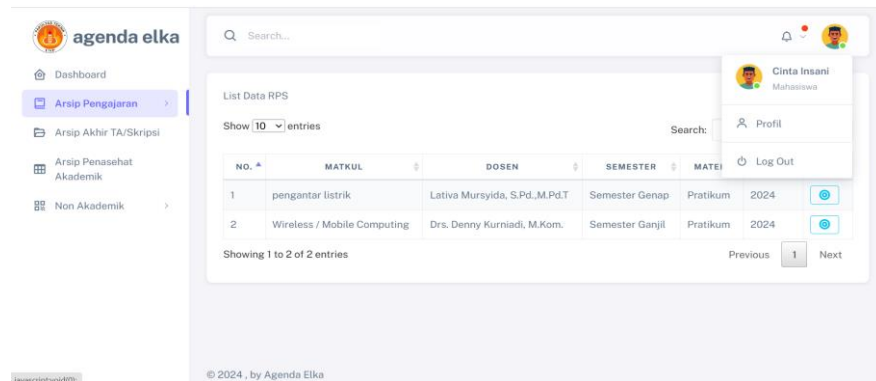 agenda elka
Search...
Cinta Insani
Mahasiswa
Profil
Log Out
Dashboard
Arsip Pengajaran
Arsip Akhir TA/Skripsi
Arsip Penasehat
Akademik
Non Akademik
List Data RPS
Show 10 entries
Search:
NO. MATKUL DOSEN SEMESTER MATE
1 pengantar listrik Lativa Mursyida, S.Pd.,M.Pd.T Semester Genap Pratikum 2024
2 Wireless / Mobile Computing Drs. Denny Kurniadi, M.Kom. Semester Ganjil Pratikum 2024
Showing 1 to 2 of 2 entries
Previous 1 Next
© 2024 , by Agenda Elka